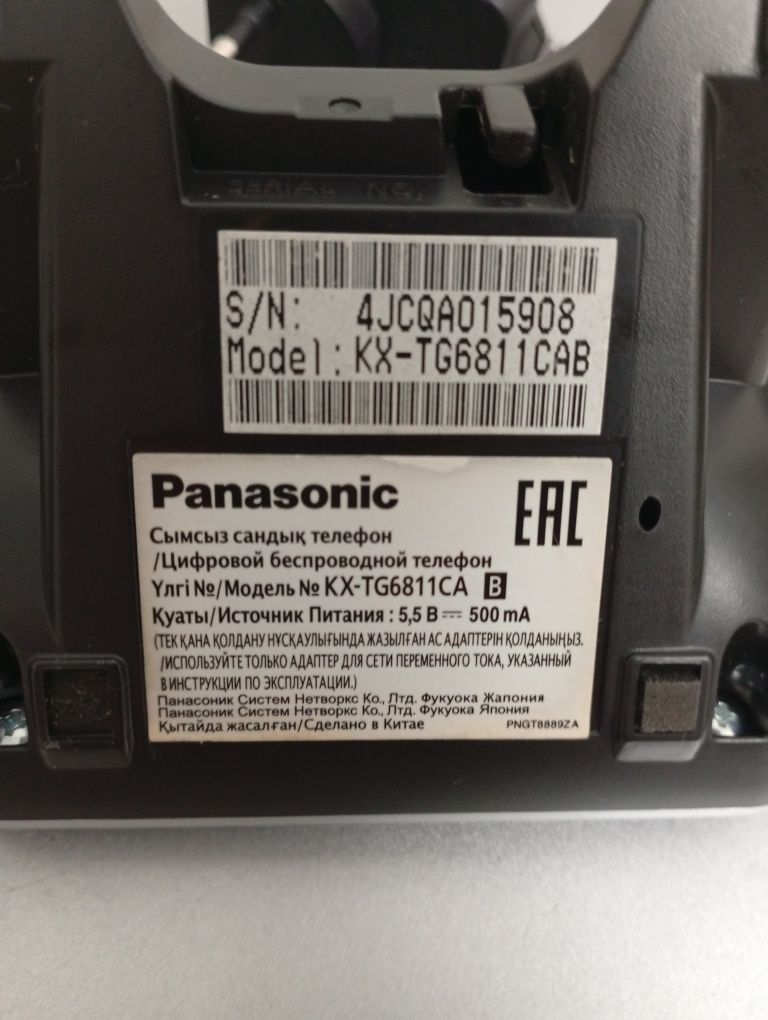 SERIAL NO.
S/N: 4JCQA015908
Model: KX-TG6811CAB
Panasonic EAC
Сымсыз сандық телефон
/Цифровой беспроводной телефон
Үлгі №/Модель № KX-TG6811CA B
Қуаты/Источник Питания : 5,5 В ⎓ 500 mA
(ТЕК ҚАНА ҚОЛДАНУ НҰСҚАУЛЫҒЫНДА ЖАЗЫЛҒАН АС АДАПТЕРІН ҚОЛДАНЫҢЫЗ.
/ИСПОЛЬЗУЙТЕ ТОЛЬКО АДАПТЕР ДЛЯ СЕТИ ПЕРЕМЕННОГО ТОКА, УКАЗАННЫЙ
В ИНСТРУКЦИИ ПО ЭКСПЛУАТАЦИИ.)
Панасоник Систем Нетворкс Ко., Лтд. Фукуока Жапония
Панасоник Систем Нетворкс Ко., Лтд. Фукуока Япония
Қытайда жасалған/Сделано в Китае PNGT8889ZA